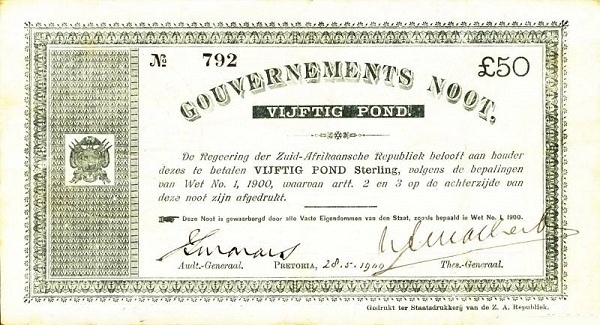 № 792
£50
GOUVERNEMENTS NOOT,
VIJFTIG POND
De Regeering der Zuid-Afrikaansche Republiek belooft aan houder
dezes te betalen VIJFTIG POND Sterling, volgens de bepalingen
van Wet No. 1, 1900, waarvan artt. 2 en 3 op de achterzijde van
deze noot zijn afgedrukt.
Deze Noot is gewaarborgd door alle Vaste Eigendommen van den Staat, zooals bepaald in Wet No. 1, 1900.
Audt.-Generaal. PRETORIA, 28.5.1900 Thes.-Generaal.
Gedrukt ter Staatsdrukkerij van de Z. A. Republiek.